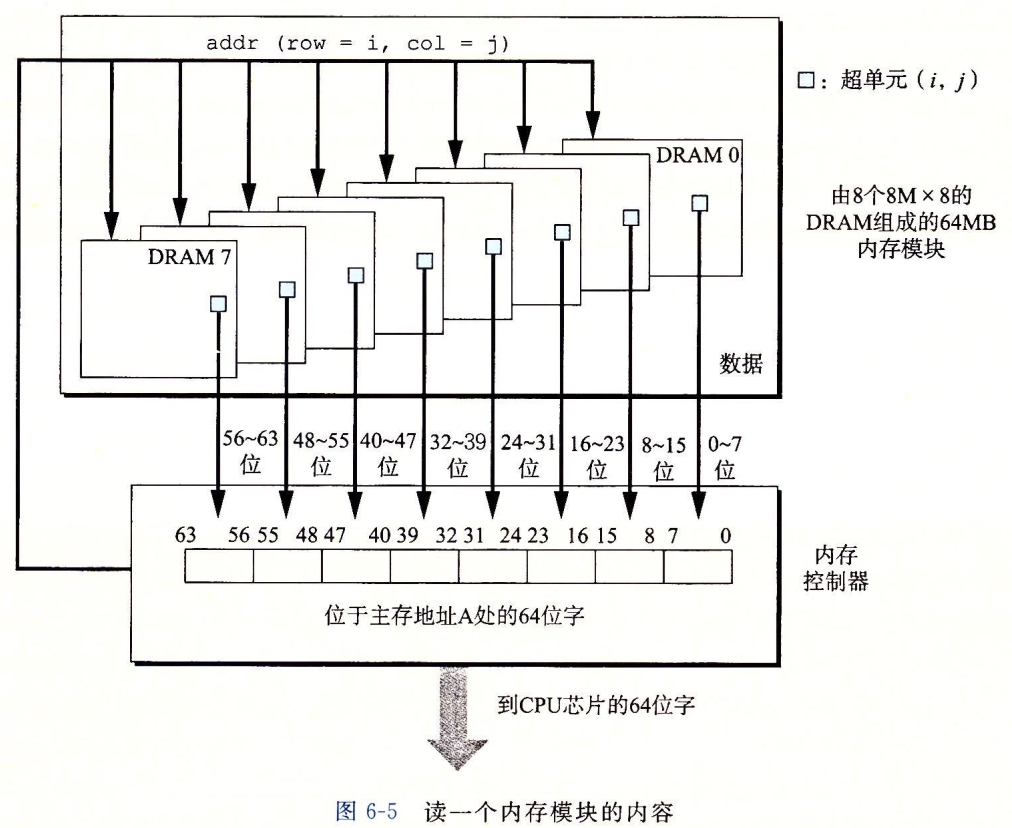 addr (row = i, col = j)
□：超单元（i, j）
DRAM 0
由8个8M×8的
DRAM组成的64MB
内存模块
DRAM 7
数据
56~63位
48~55位
40~47位
32~39位
24~31位
16~23位
8~15位
0~7位
63 56 55 48 47 40 39 32 31 24 23 16 15 8 7 0
内存
控制器
位于主存地址A处的64位字
到CPU芯片的64位字
图 6-5 读一个内存模块的内容